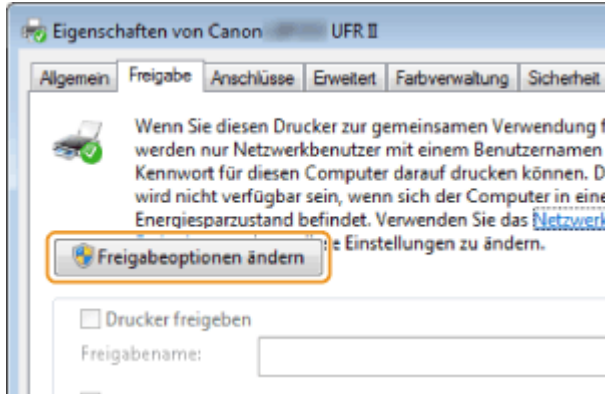 Eigenschaften von Canon UFR II
Allgemein Freigabe Anschlüsse Erweitert Farbverwaltung Sicherheit
Wenn Sie diesen Drucker zur gemeinsamen Verwendung f
werden nur Netzwerkbenutzer mit einem Benutzernamen
Kennwort für diesen Computer darauf drucken können. D
wird nicht verfügbar sein, wenn sich der Computer in eine
Energiesparzustand befindet. Verwenden Sie das Netzwerk
e Einstellungen zu ändern.
Freigabeoptionen ändern
Drucker freigeben
Freigabename: